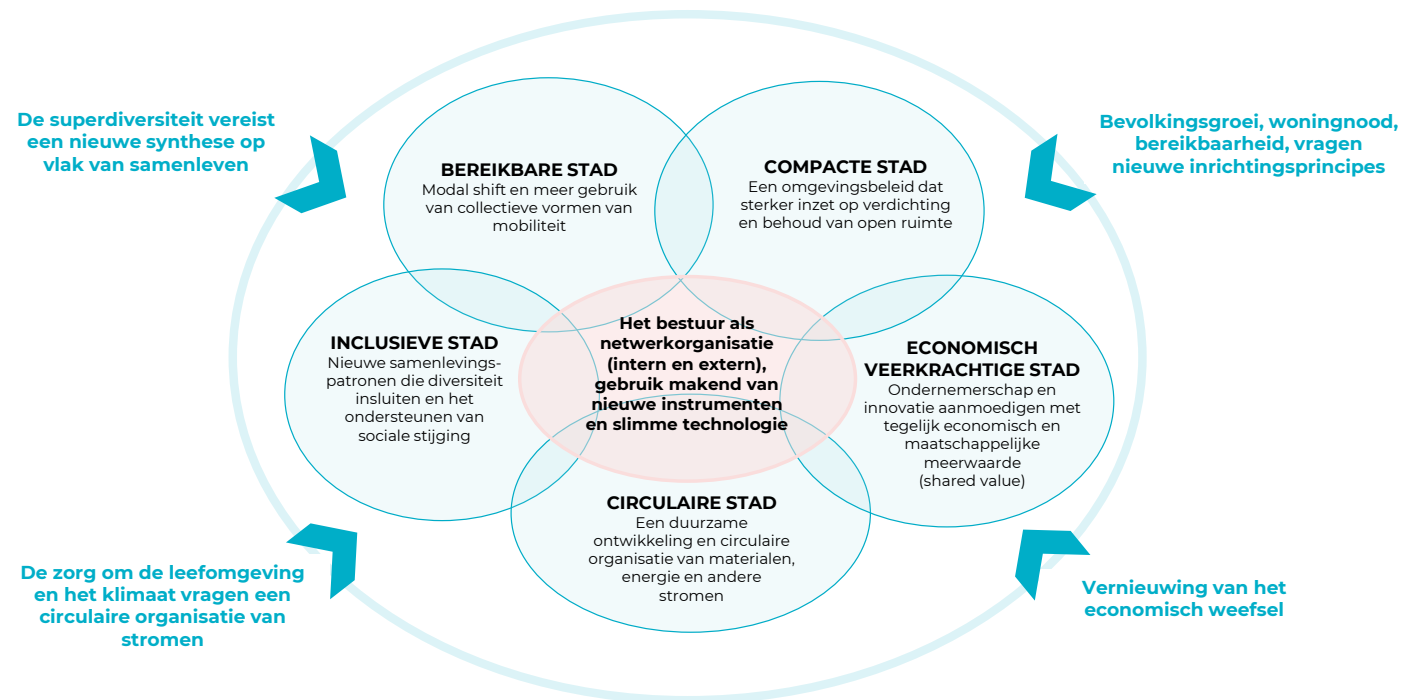 De superdiversiteit vereist
een nieuwe synthese op
vlak van samenleven
Bevolkingsgroei, woningnood,
bereikbaarheid, vragen
nieuwe inrichtingsprincipes
BEREIKBARE STAD
Modal shift en meer gebruik
van collectieve vormen van
mobiliteit
COMPACTE STAD
Een omgevingsbeleid dat
sterker inzet op verdichting
en behoud van open ruimte
INCLUSIEVE STAD
Nieuwe samenlevings-
patronen die diversiteit
insluiten en het
ondersteunen van
sociale stijging
Het bestuur als
netwerkorganisatie
(intern en extern),
gebruik makend van
nieuwe instrumenten
en slimme technologie
ECONOMISCH
VEERKRACHTIGE STAD
Ondernemerschap en
innovatie aanmoedigen met
tegelijk economisch en
maatschappelijke
meerwaarde
(shared value)
CIRCULAIRE STAD
Een duurzame
ontwikkeling en circulaire
organisatie van materialen,
energie en andere
stromen
De zorg om de leefomgeving
en het klimaat vragen een
circulaire organisatie van
stromen
Vernieuwing van het
economisch weefsel